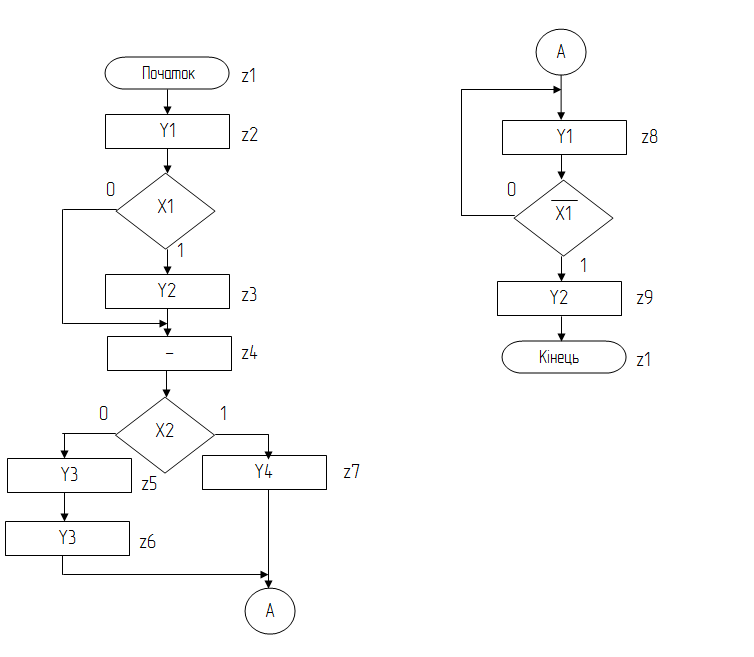 Початок z1
Y1 z2
0 X1
1
Y2 z3
– z4
0 X2 1
Y3 z5
Y4 z7
Y3 z6
A
A
Y1 z8
0 X̅1̅
1
Y2 z9
Кінець z1